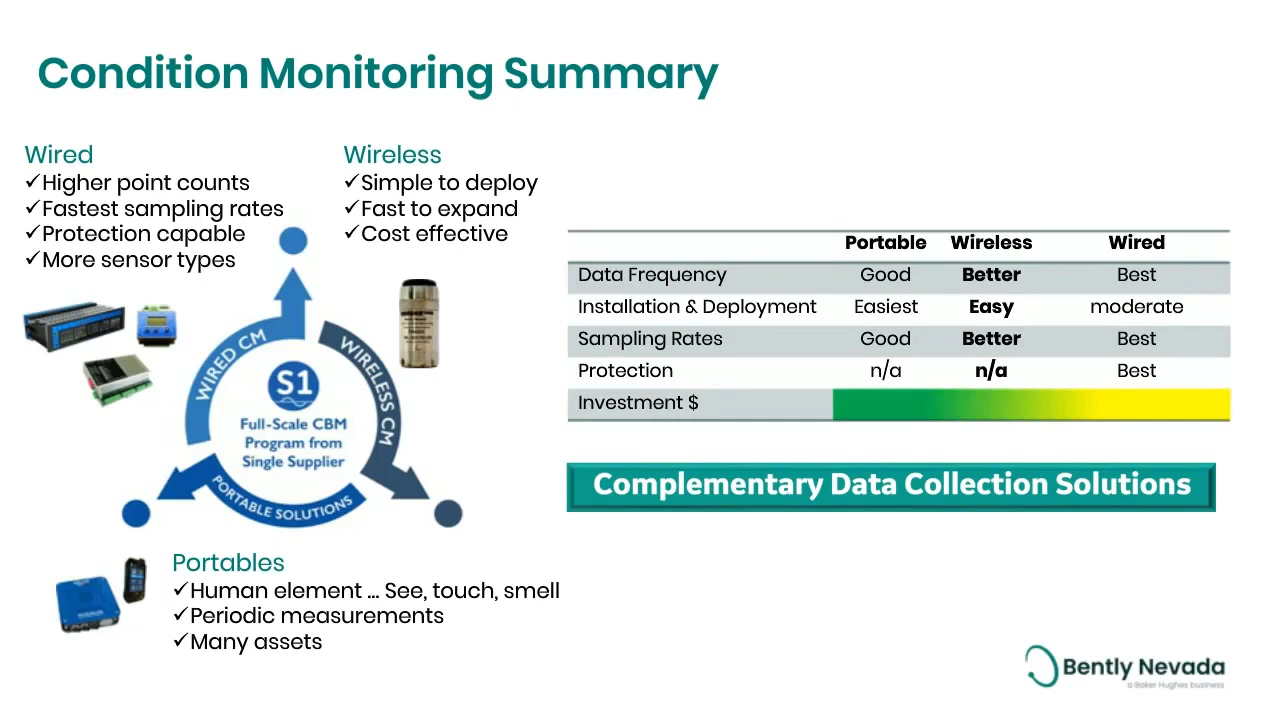 Condition Monitoring Summary
Wired
✓Higher point counts
✓Fastest sampling rates
✓Protection capable
✓More sensor types
Wireless
✓Simple to deploy
✓Fast to expand
✓Cost effective
WIRED CM
WIRELESS CM
PORTABLE SOLUTIONS
S1
Full-Scale CBM
Program from
Single Supplier
Portables
✓Human element ... See, touch, smell
✓Periodic measurements
✓Many assets
Portable Wireless Wired
Data Frequency Good Better Best
Installation & Deployment Easiest Easy moderate
Sampling Rates Good Better Best
Protection n/a n/a Best
Investment $
Complementary Data Collection Solutions
Bently Nevada
a Baker Hughes business